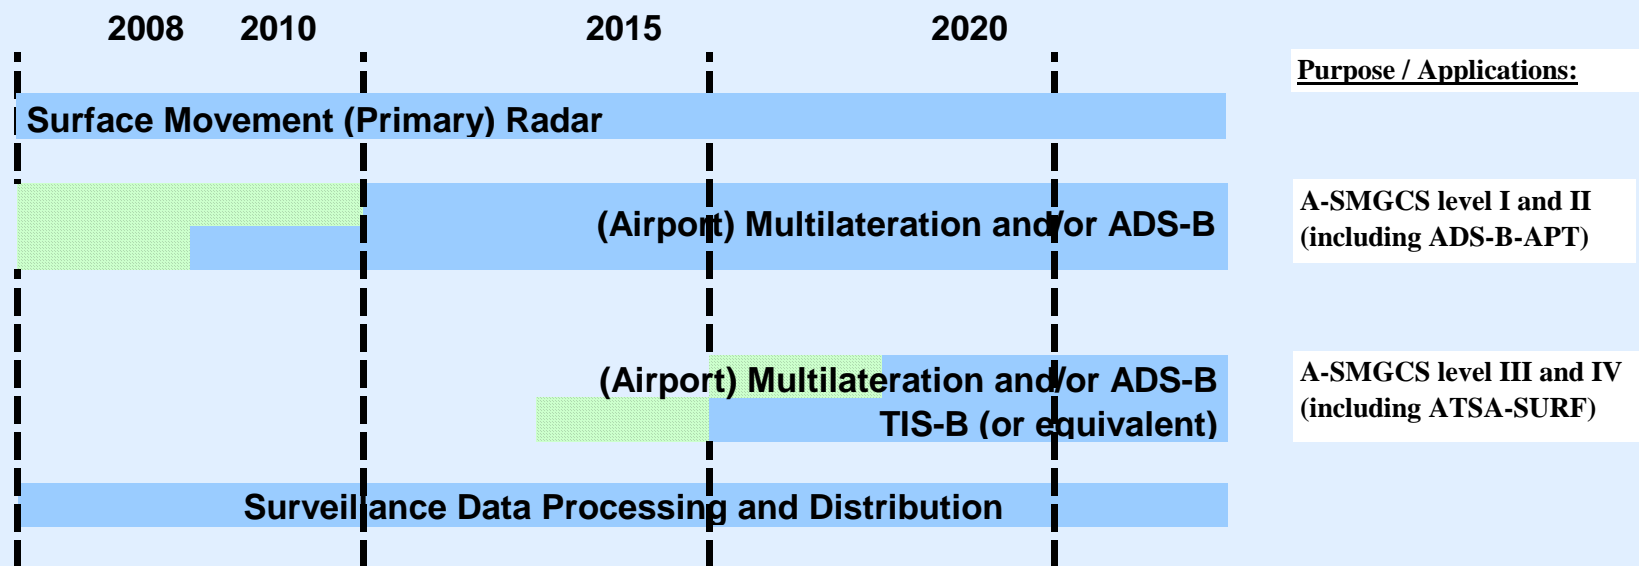 2008 2010 2015 2020
Purpose / Applications:
Surface Movement (Primary) Radar
(Airport) Multilateration and/or ADS-B
A-SMGCS level I and II
(including ADS-B-APT)
(Airport) Multilateration and/or ADS-B
TIS-B (or equivalent)
A-SMGCS level III and IV
(including ATSA-SURF)
Surveillance Data Processing and Distribution